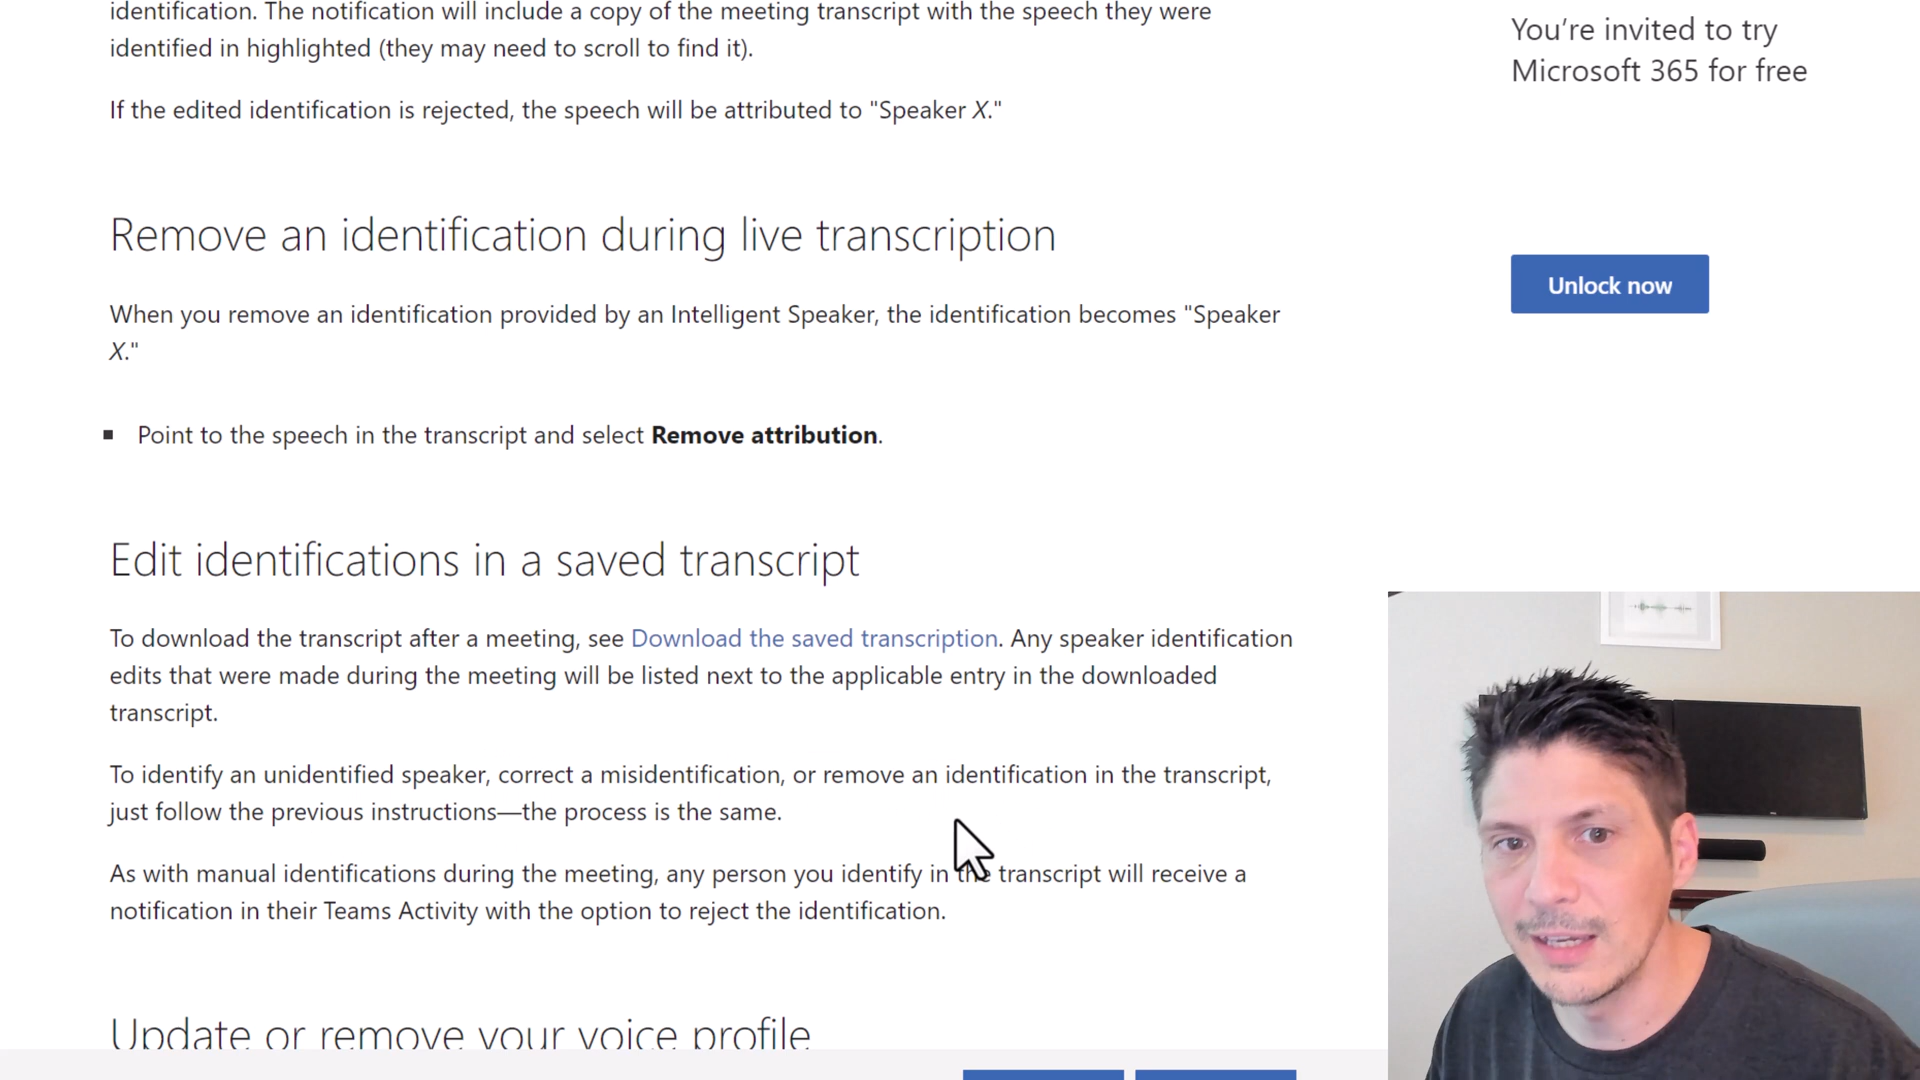 identification. The notification will include a copy of the meeting transcript with the speech they were
identified in highlighted (they may need to scroll to find it).
If the edited identification is rejected, the speech will be attributed to "Speaker X."
Remove an identification during live transcription
When you remove an identification provided by an Intelligent Speaker, the identification becomes "Speaker
X."
▪ Point to the speech in the transcript and select Remove attribution.
Edit identifications in a saved transcript
To download the transcript after a meeting, see Download the saved transcription. Any speaker identification
edits that were made during the meeting will be listed next to the applicable entry in the downloaded
transcript.
To identify an unidentified speaker, correct a misidentification, or remove an identification in the transcript,
just follow the previous instructions—the process is the same.
As with manual identifications during the meeting, any person you identify in the transcript will receive a
notification in their Teams Activity with the option to reject the identification.
Update or remove your voice profile
You’re invited to try
Microsoft 365 for free
Unlock now